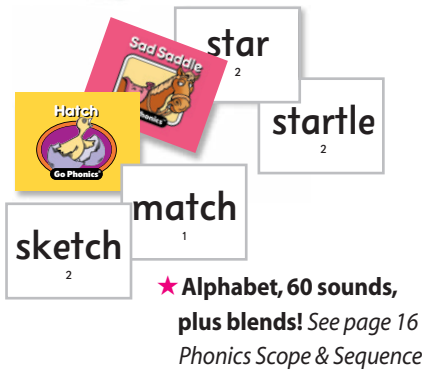 star
2
Sad Saddle
startle
2
Hatch
Go Phonics
match
1
sketch
2
★ Alphabet, 60 sounds,
plus blends! See page 16
Phonics Scope & Sequence